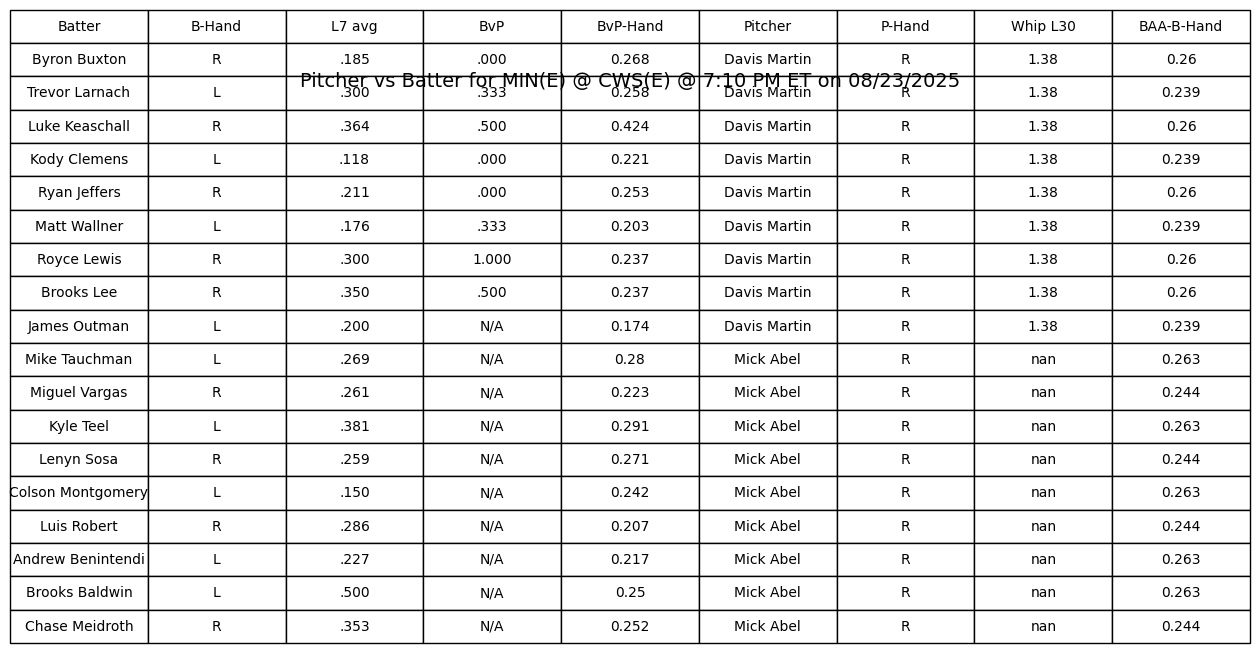 Batter B-Hand L7 avg BvP BvP-Hand Pitcher P-Hand Whip L30 BAA-B-Hand
Byron Buxton R .185 .000 0.268 Davis Martin R 1.38 0.26
Pitcher vs Batter for MIN(E) @ CWS(E) @ 7:10 PM ET on 08/23/2025
Trevor Larnach L .300 .333 0.258 Davis Martin R 1.38 0.239
Luke Keaschall R .364 .500 0.424 Davis Martin R 1.38 0.26
Kody Clemens L .118 .000 0.221 Davis Martin R 1.38 0.239
Ryan Jeffers R .211 .000 0.253 Davis Martin R 1.38 0.26
Matt Wallner L .176 .333 0.203 Davis Martin R 1.38 0.239
Royce Lewis R .300 1.000 0.237 Davis Martin R 1.38 0.26
Brooks Lee R .350 .500 0.237 Davis Martin R 1.38 0.26
James Outman L .200 N/A 0.174 Davis Martin R 1.38 0.239
Mike Tauchman L .269 N/A 0.28 Mick Abel R nan 0.263
Miguel Vargas R .261 N/A 0.223 Mick Abel R nan 0.244
Kyle Teel L .381 N/A 0.291 Mick Abel R nan 0.263
Lenyn Sosa R .259 N/A 0.271 Mick Abel R nan 0.244
Colson Montgomery L .150 N/A 0.242 Mick Abel R nan 0.263
Luis Robert R .286 N/A 0.207 Mick Abel R nan 0.244
Andrew Benintendi L .227 N/A 0.217 Mick Abel R nan 0.263
Brooks Baldwin L .500 N/A 0.25 Mick Abel R nan 0.263
Chase Meidroth R .353 N/A 0.252 Mick Abel R nan 0.244